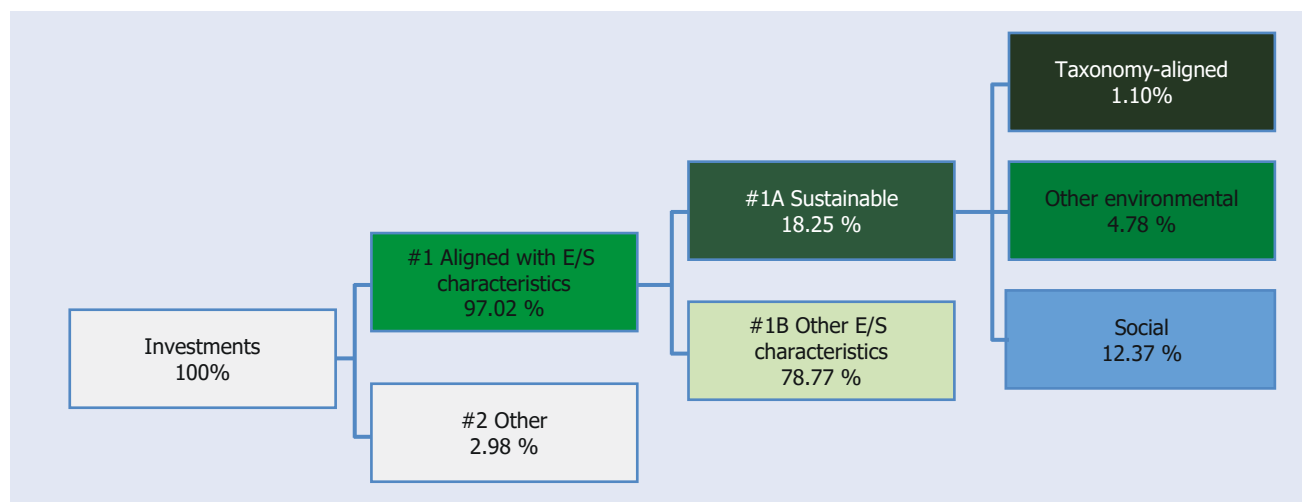 Investments
100%
#1 Aligned with E/S
characteristics
97.02 %
#2 Other
2.98 %
#1A Sustainable
18.25 %
#1B Other E/S
characteristics
78.77 %
Taxonomy-aligned
1.10%
Other environmental
4.78 %
Social
12.37 %